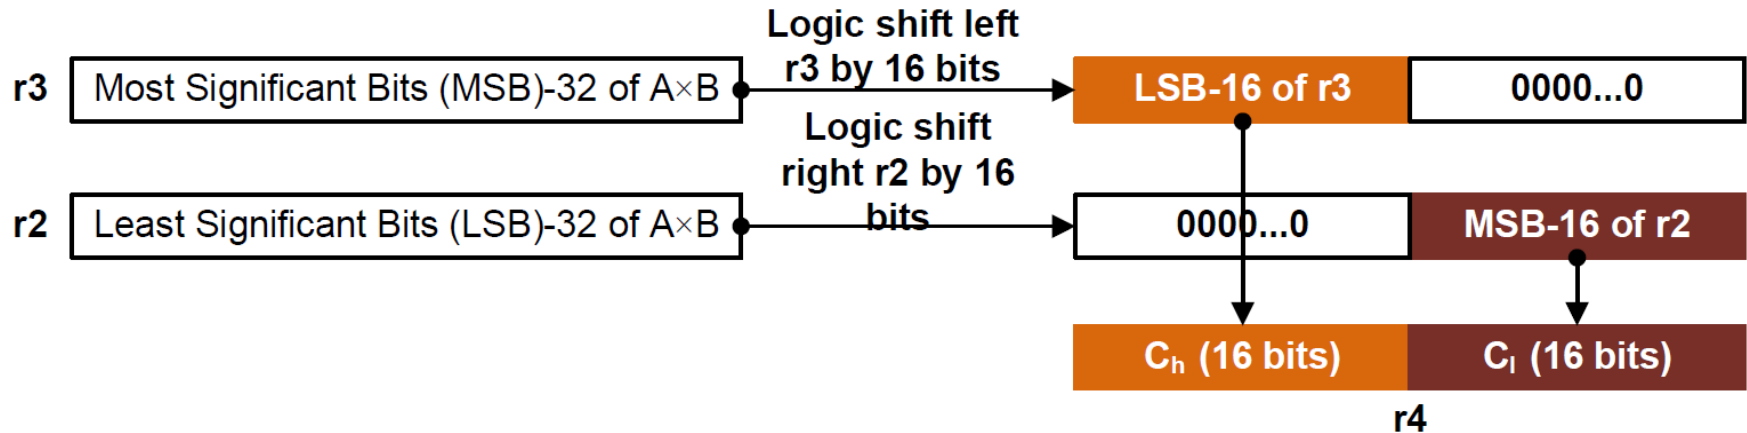 Logic shift left
r3 by 16 bits
r3
Most Significant Bits (MSB)-32 of A×B
LSB-16 of r3
0000...0
Logic shift
right r2 by 16
bits
r2
Least Significant Bits (LSB)-32 of A×B
0000...0
MSB-16 of r2
Ch (16 bits)
Cl (16 bits)
r4